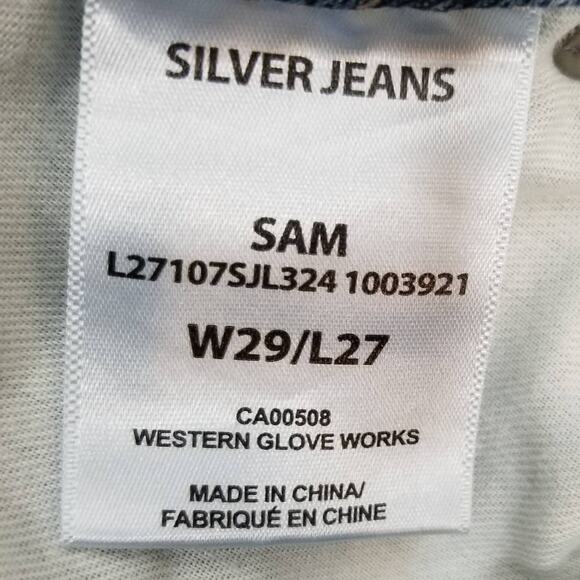 SILVER JEANS
SAM
L27107SJL324 1003921
W29/L27
CA00508
WESTERN GLOVE WORKS
MADE IN CHINA/
FABRIQUÉ EN CHINE